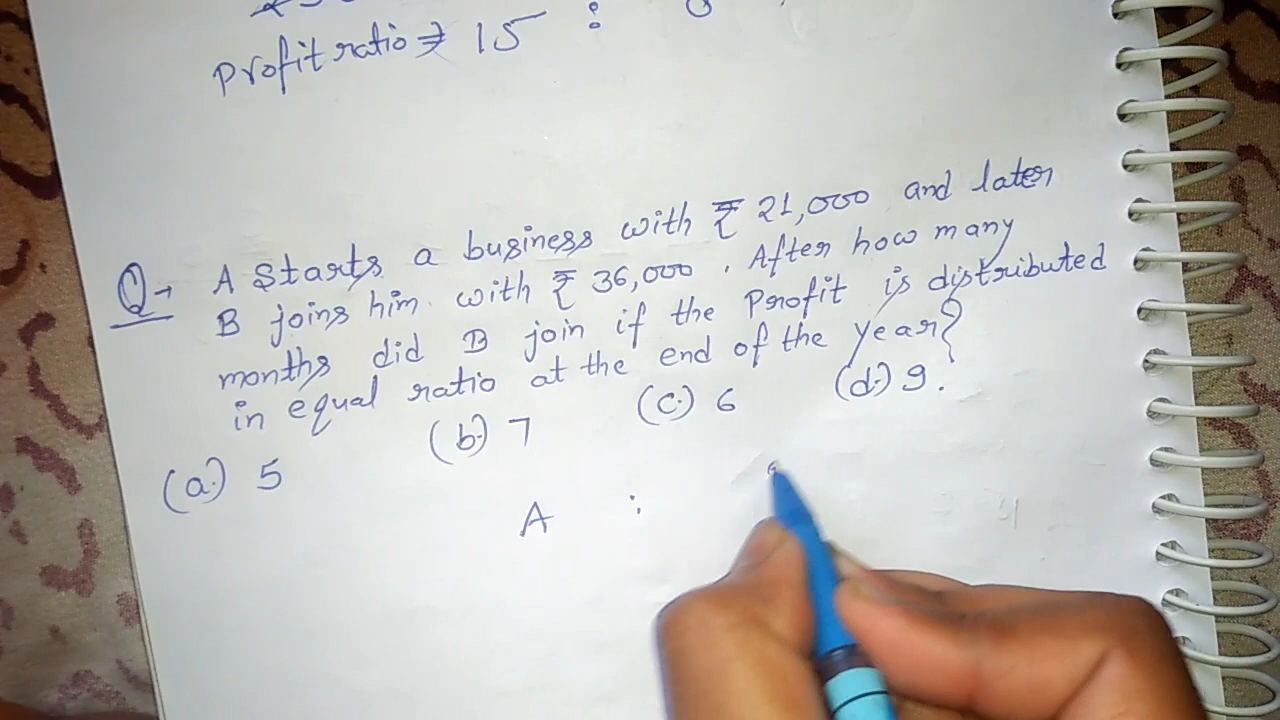 Profit ratio ⇒ 15 :
Q→ A starts a business with ₹ 21,000 and later
B joins him with ₹ 36,000 . After how many
months did B join if the Profit is distributed
in equal ratio at the end of the year?
(a.) 5 (b.) 7 (c.) 6 (d.) 9.
A :